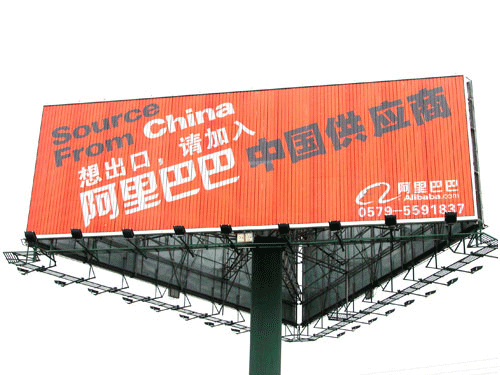 Source
From China
想出口，请加入
阿里巴巴
中国供应商
阿里巴巴
Alibaba.com
0579-5591837